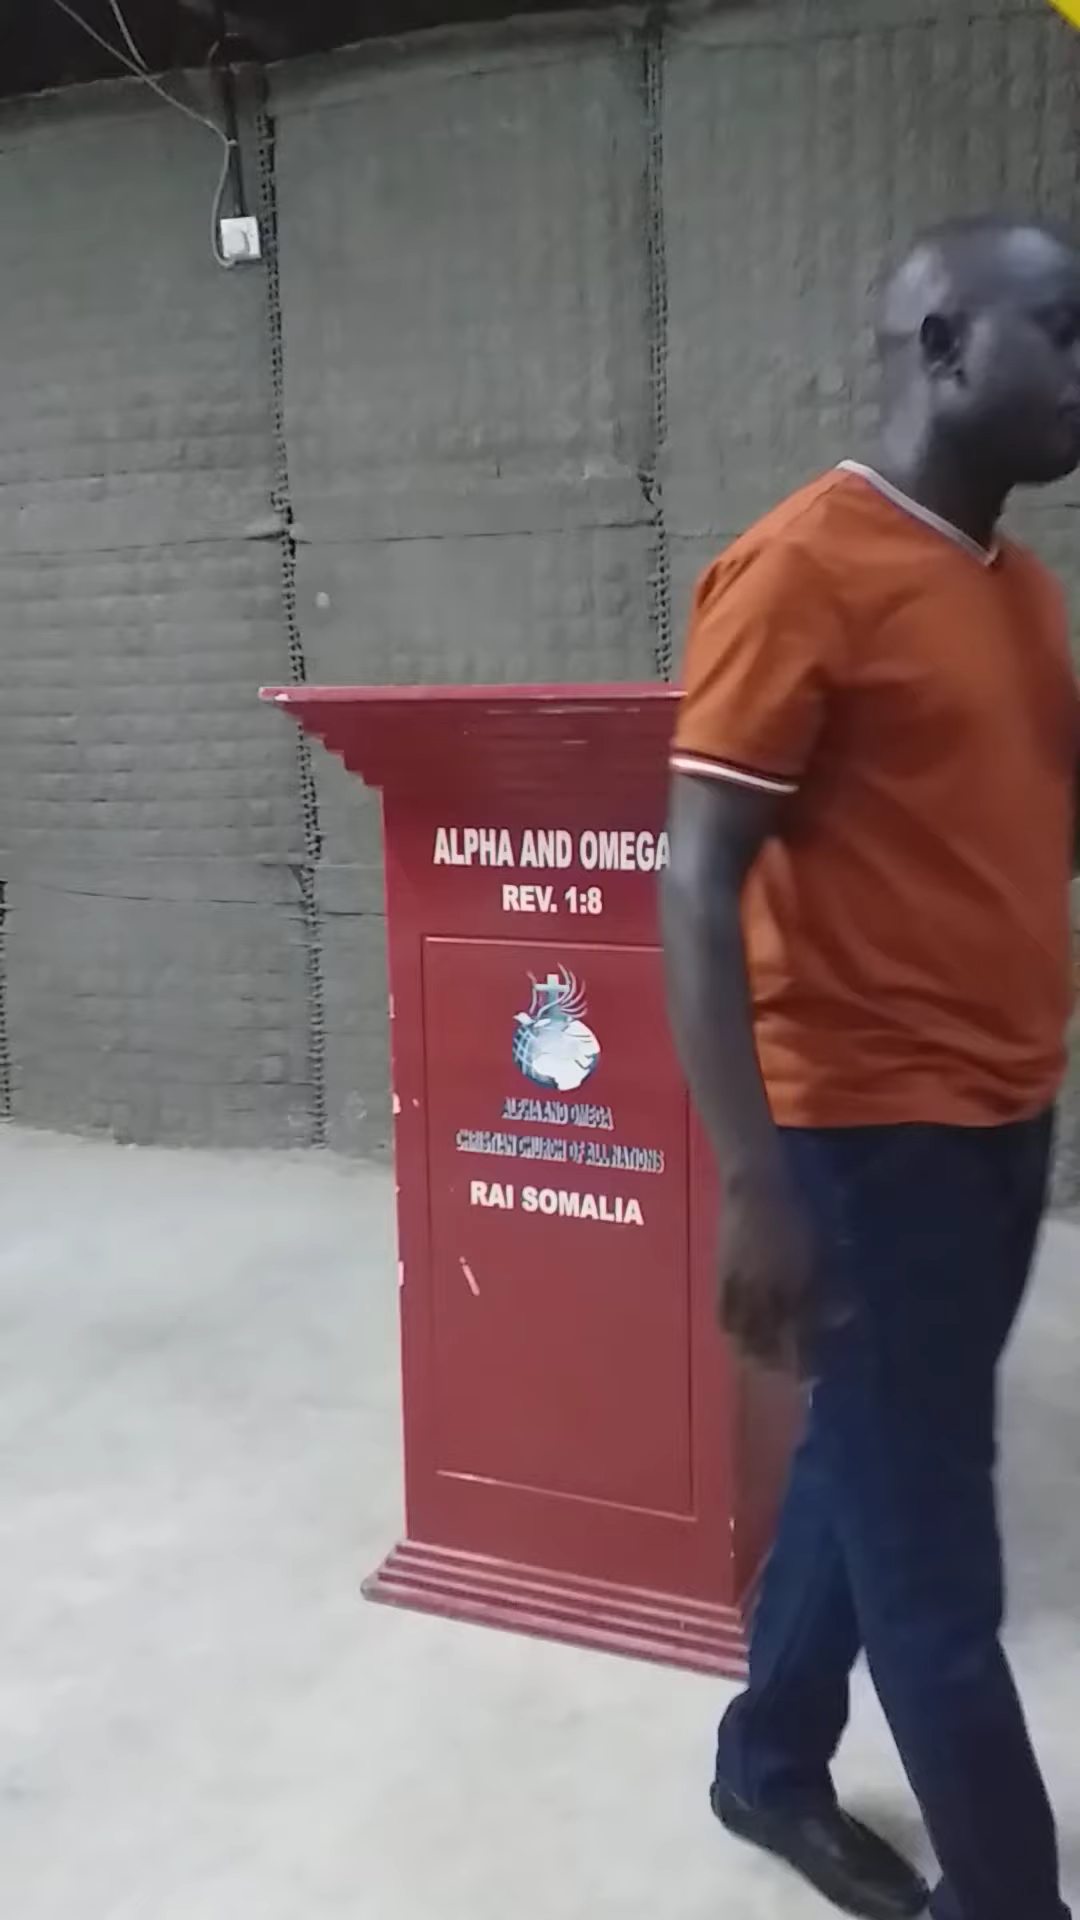 ALPHA AND OMEGA
REV. 1:8
ALPHA AND OMEGA
CHRISTIAN CHURCH OF ALL NATIONS
RAI SOMALIA